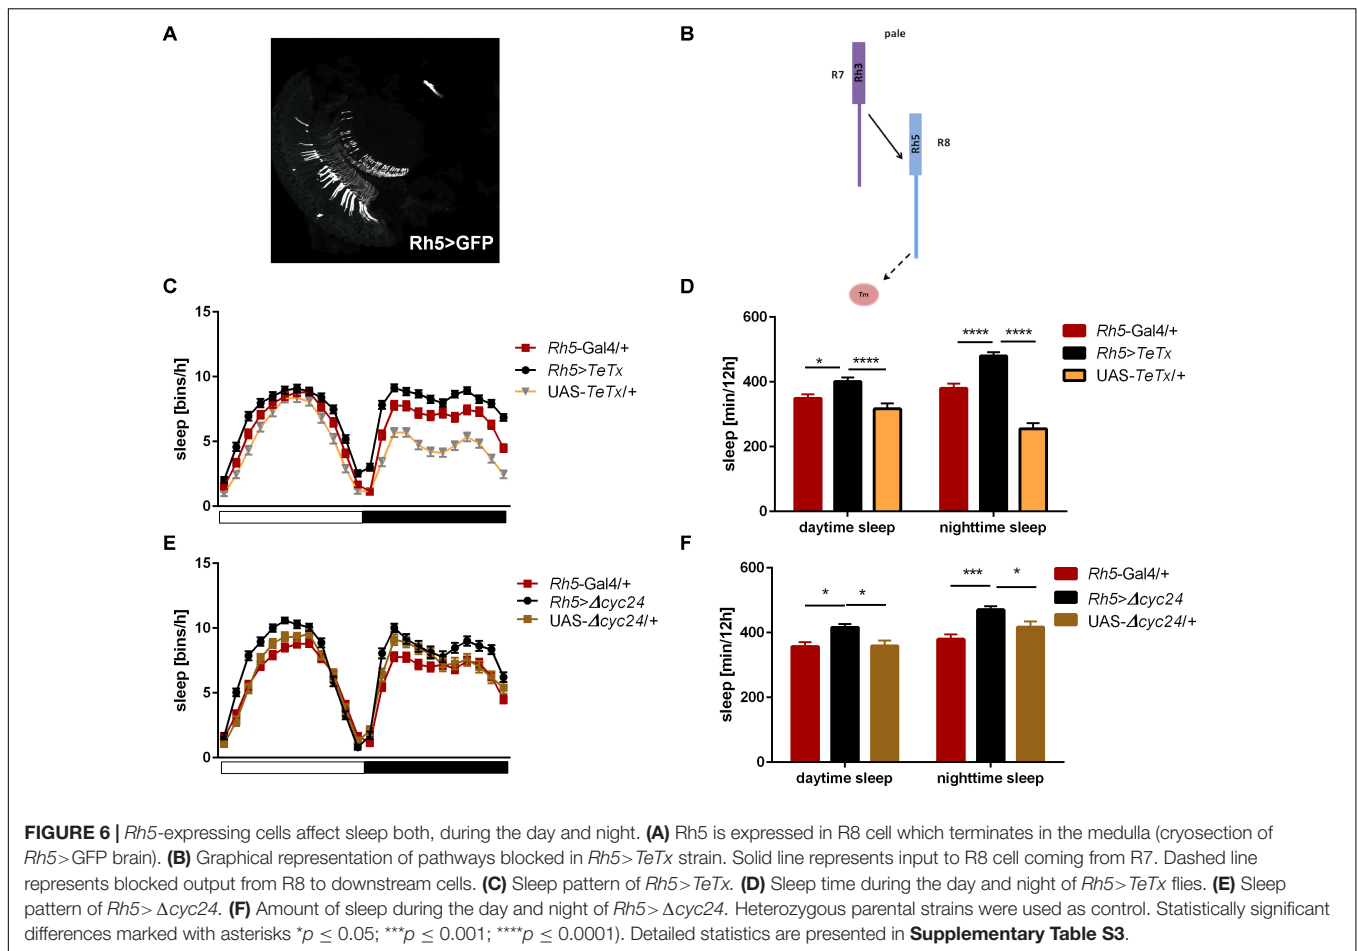 A
Rh5>GFP
B
pale
R7
Rh3
Rh5
R8
Tm
C
15
10
5
0
sleep [bins/h]
Rh5-Gal4/+
Rh5>TeTx
UAS-TeTx/+
D
600
400
200
0
sleep [min/12h]
* **** **** ****
daytime sleep nighttime sleep
Rh5-Gal4/+
Rh5>TeTx
UAS-TeTx/+
E
15
10
5
0
sleep [bins/h]
Rh5-Gal4/+
Rh5>Δcyc24
UAS-Δcyc24/+
F
600
400
200
0
sleep [min/12h]
* * *** *
daytime sleep nighttime sleep
Rh5-Gal4/+
Rh5>Δcyc24
UAS-Δcyc24/+
FIGURE 6 | Rh5-expressing cells affect sleep both, during the day and night. (A) Rh5 is expressed in R8 cell which terminates in the medulla (cryosection of
Rh5>GFP brain). (B) Graphical representation of pathways blocked in Rh5>TeTx strain. Solid line represents input to R8 cell coming from R7. Dashed line
represents blocked output from R8 to downstream cells. (C) Sleep pattern of Rh5>TeTx. (D) Sleep time during the day and night of Rh5>TeTx flies. (E) Sleep
pattern of Rh5>Δcyc24. (F) Amount of sleep during the day and night of Rh5>Δcyc24. Heterozygous parental strains were used as control. Statistically significant
differences marked with asterisks *p ≤ 0.05; ***p ≤ 0.001; ****p ≤ 0.0001). Detailed statistics are presented in Supplementary Table S3.